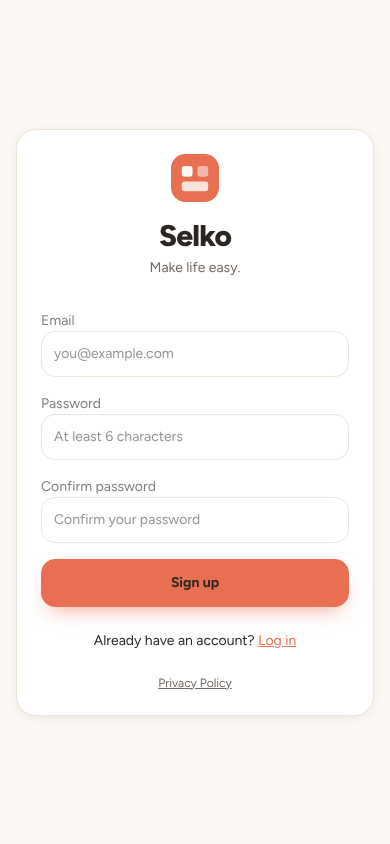 Selko
Make life easy.
Email
you@example.com
Password
At least 6 characters
Confirm password
Confirm your password
Sign up
Already have an account? Log in
Privacy Policy